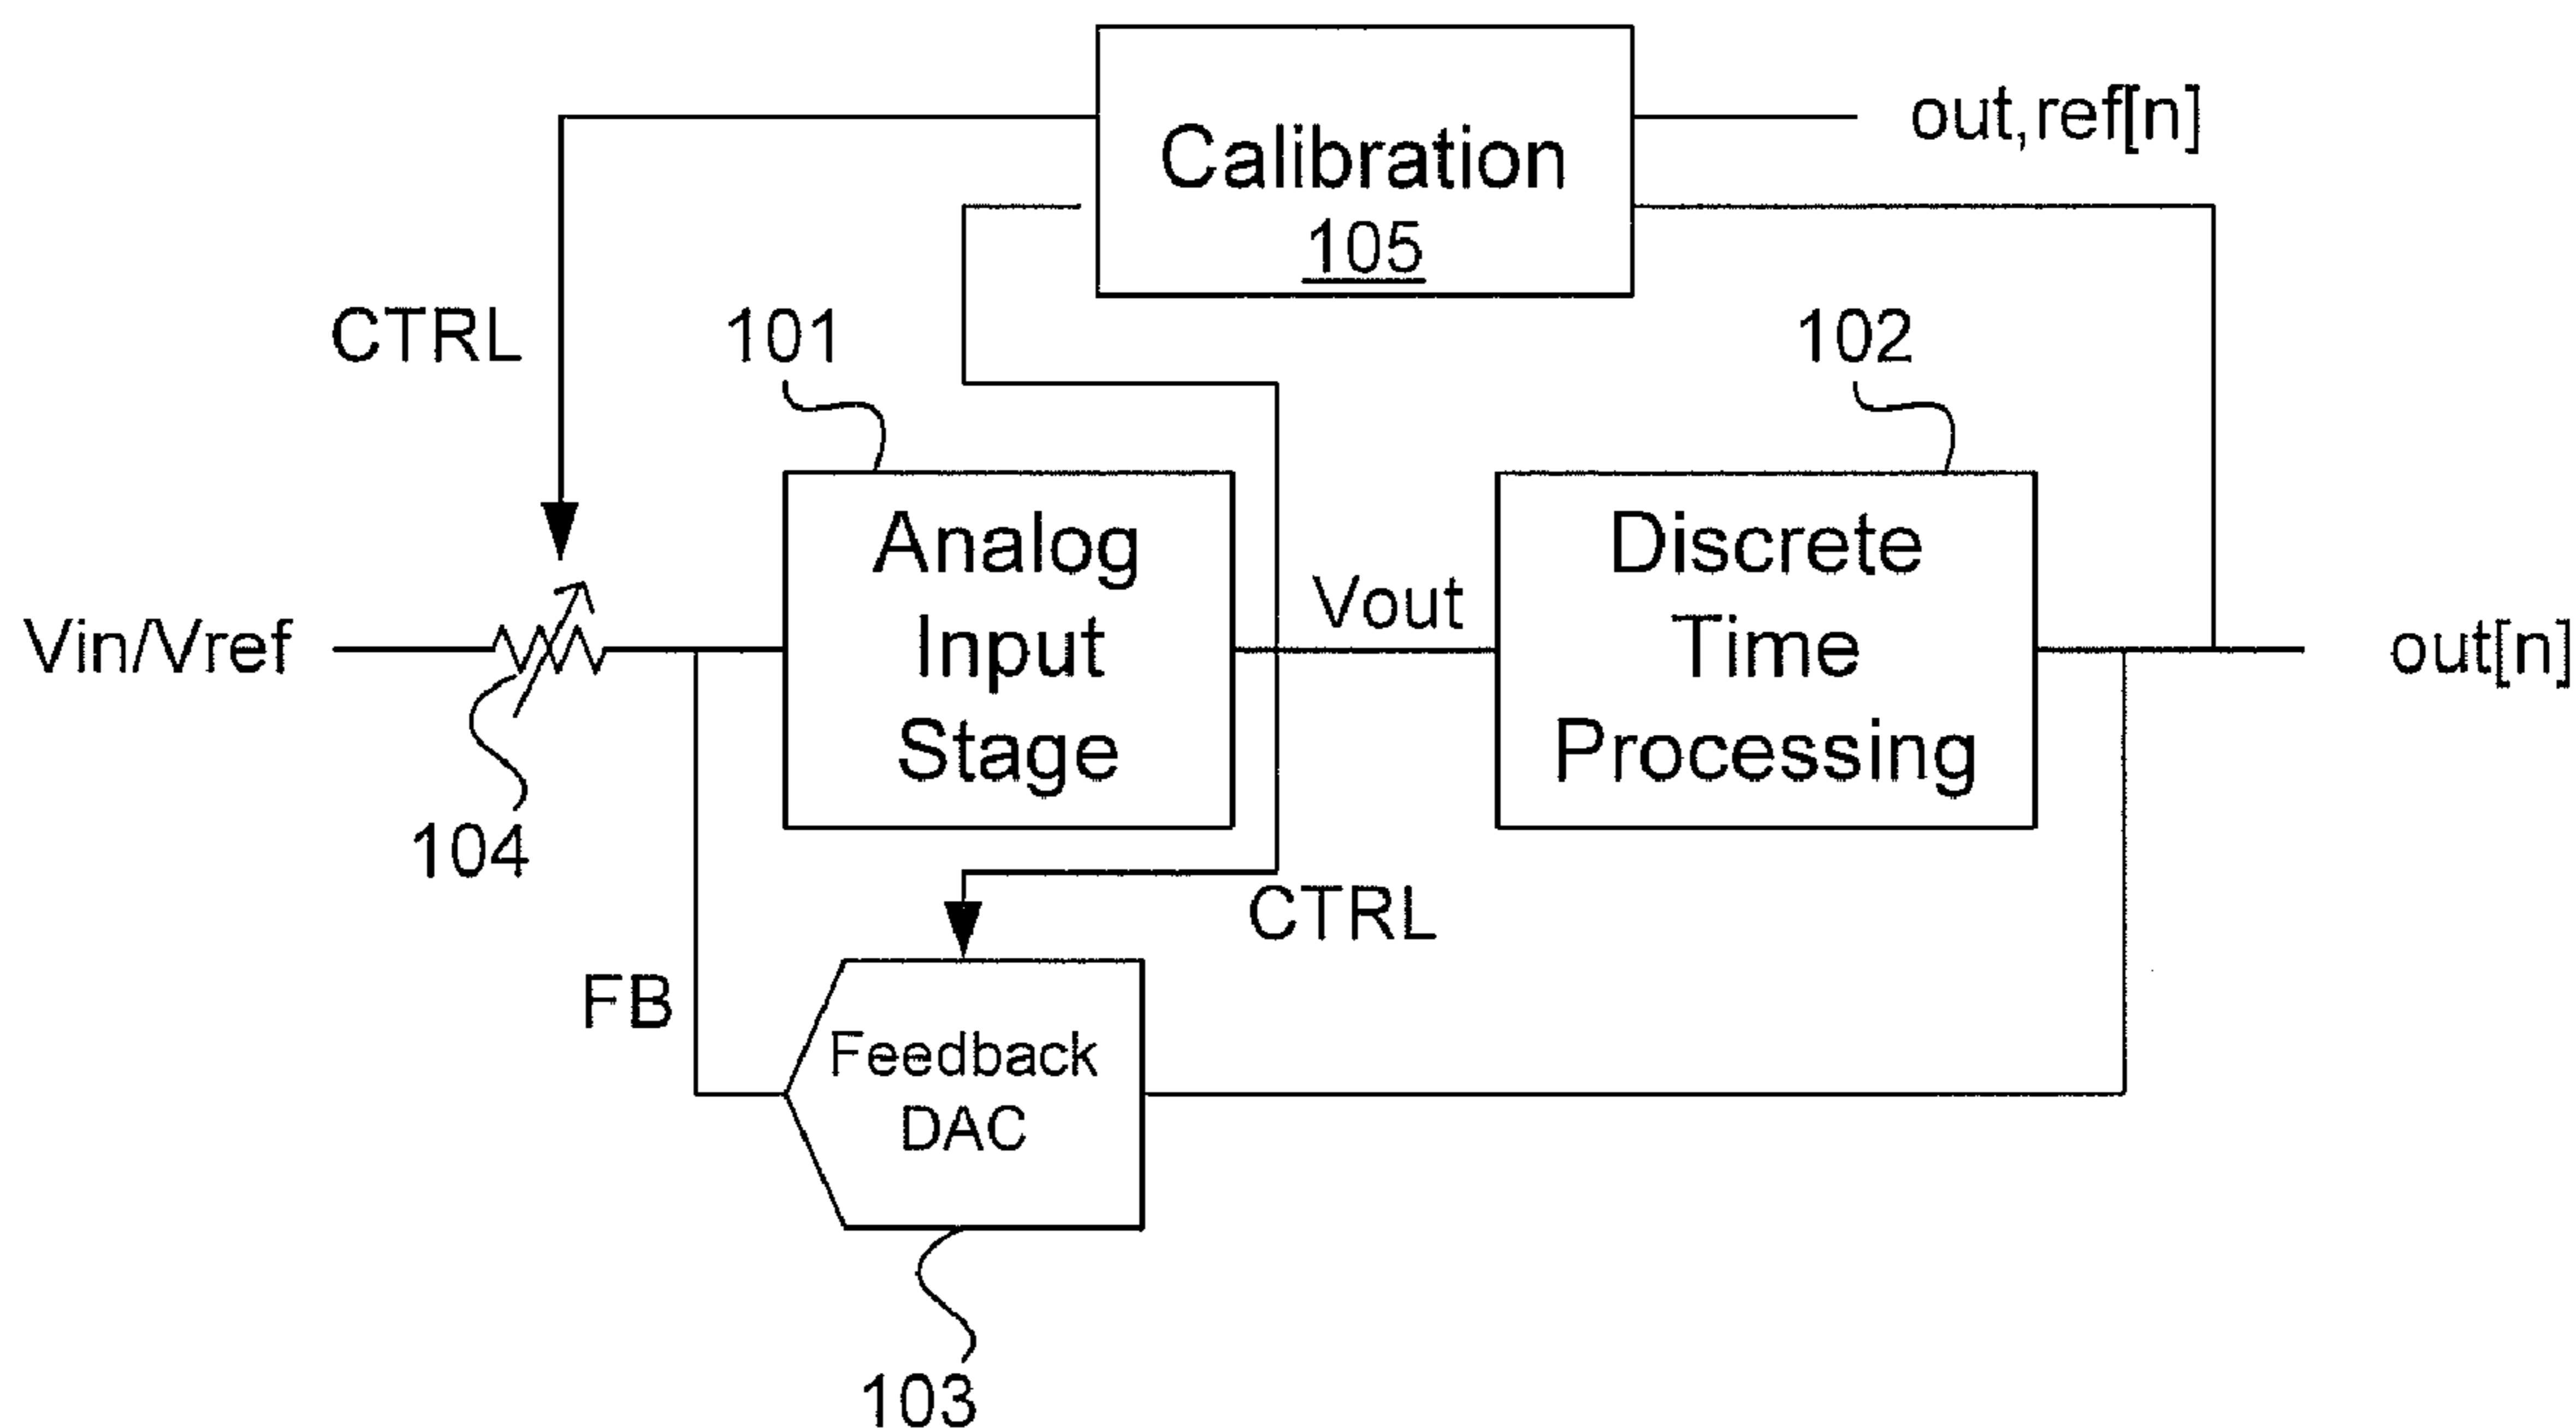 out,ref[n]
Calibration
105
CTRL
101
102
Analog
Input
Stage
Vout
Discrete
Time
Processing
Vin/Vref
out[n]
104
CTRL
FB
Feedback
DAC
103